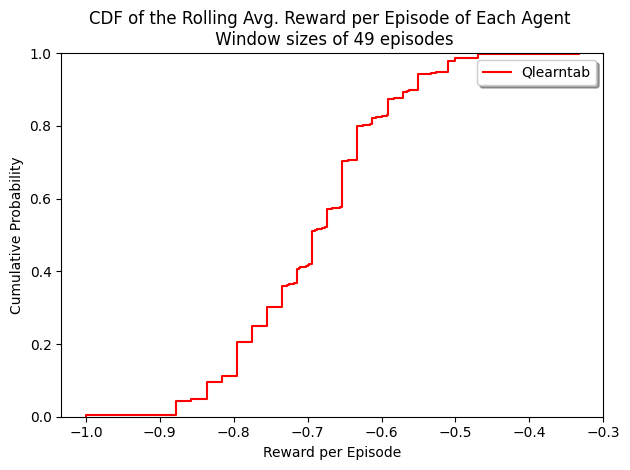 CDF of the Rolling Avg. Reward per Episode of Each Agent
Window sizes of 49 episodes
Qlearntab
Cumulative Probability
1.0
0.8
0.6
0.4
0.2
0.0
−1.0 −0.9 −0.8 −0.7 −0.6 −0.5 −0.4 −0.3
Reward per Episode